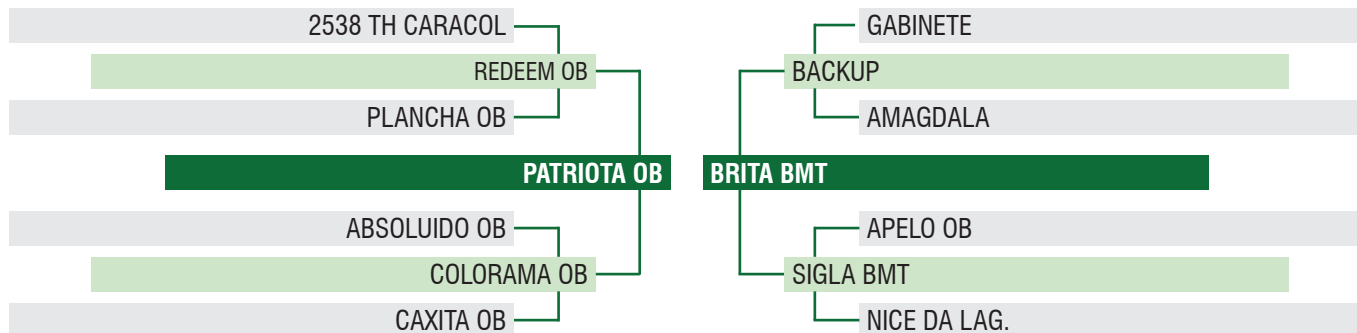 2538 TH CARACOL
REDEEM OB
PLANCHA OB
PATRIOTA OB
ABSOLUIDO OB
COLORAMA OB
CAXITA OB
GABINETE
BACKUP
AMAGDALA
BRITA BMT
APELO OB
SIGLA BMT
NICE DA LAG.